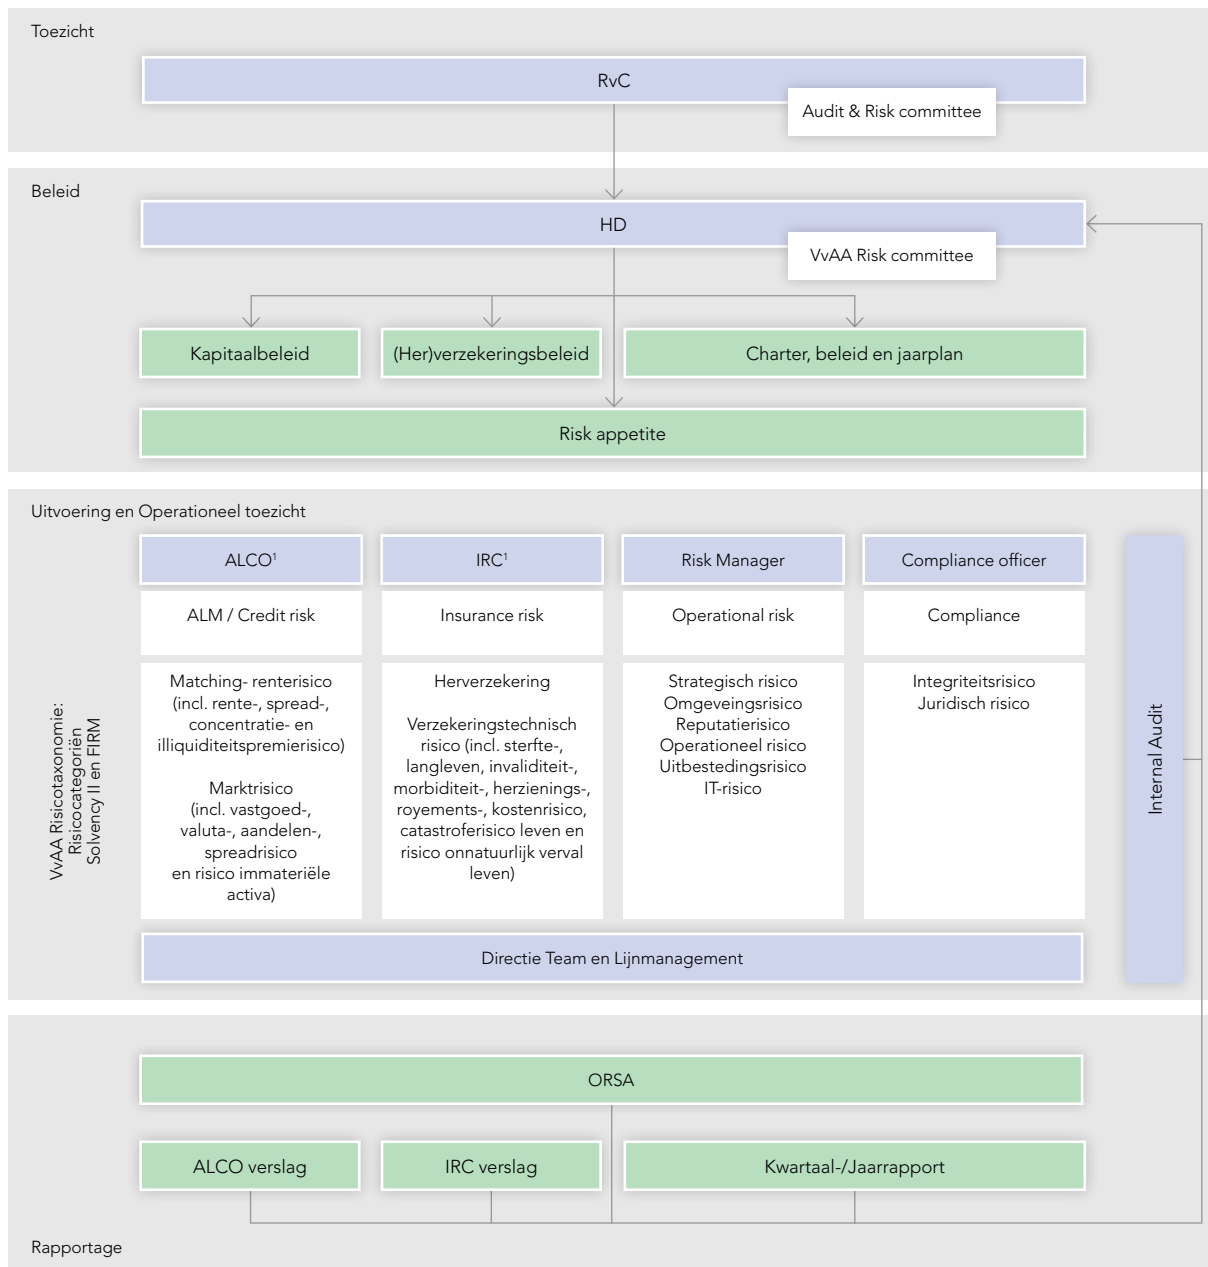 Toezicht
RvC
Audit & Risk committee
Beleid
HD
VvAA Risk committee
Kapitaalbeleid
(Her)verzekeringsbeleid
Charter, beleid en jaarplan
Risk appetite
Uitvoering en Operationeel toezicht
ALCO¹
IRC¹
Risk Manager
Compliance officer
ALM / Credit risk
Insurance risk
Operational risk
Compliance
VvAA Risicotaxonomie:
Risicocategoriën
Solvency II en FIRM
Matching- renterisico
(incl. rente-, spread-,
concentratie- en
illiquiditeitspremierisico)
Marktrisico
(incl. vastgoed-,
valuta-, aandelen-,
spreadrisico
en risico immateriële
activa)
Herverzekering
Verzekeringstechnisch
risico (incl. sterfte-,
langleven, invaliditeit-,
morbiditeit-, herzienings-,
royements-, kostenrisico,
catastroferisico leven en
risico onnatuurlijk verval
leven)
Strategisch risico
Omgeveingsrisico
Reputatierisico
Operationeel risico
Uitbestedingsrisico
IT-risico
Integriteitsrisico
Juridisch risico
Internal Audit
Directie Team en Lijnmanagement
ORSA
ALCO verslag
IRC verslag
Kwartaal-/Jaarrapport
Rapportage